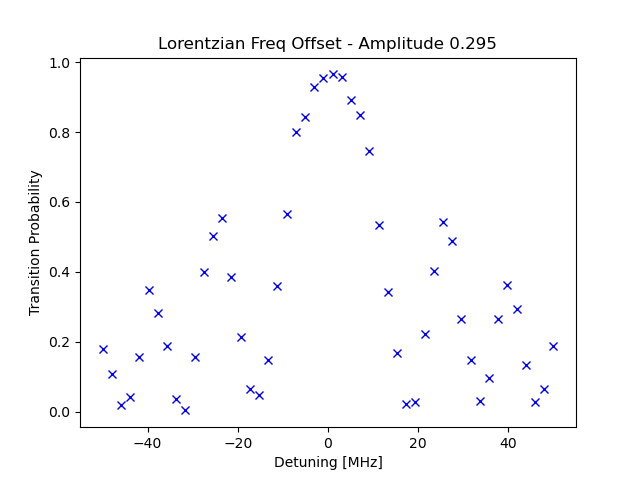 Lorentzian Freq Offset - Amplitude 0.295
1.0
0.8
0.6
0.4
0.2
0.0
Transition Probability
−40 −20 0 20 40
Detuning [MHz]